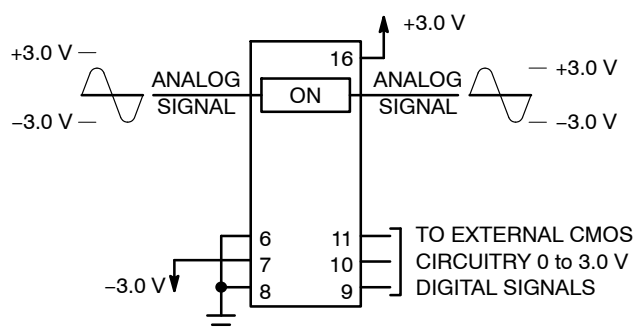 +3.0 V
16
+3.0 V
ANALOG
SIGNAL
ON
ANALOG
SIGNAL
+3.0 V
−3.0 V
−3.0 V
6
11
TO EXTERNAL CMOS
7
10
CIRCUITRY 0 to 3.0 V
−3.0 V
8
9
DIGITAL SIGNALS